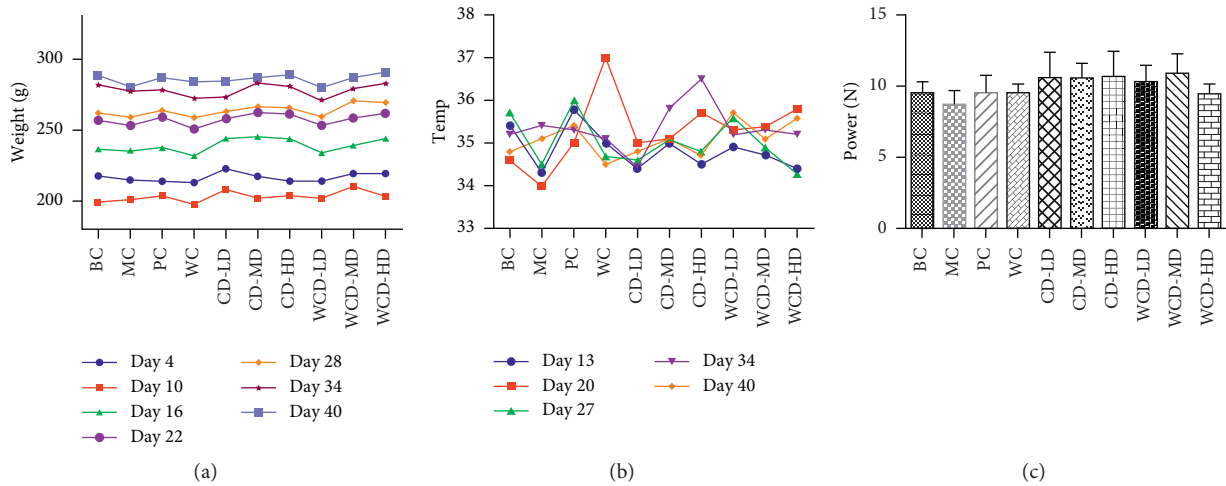 Weight (g)
300
250
200
BC
MC
PC
WC
CD-LD
CD-MD
CD-HD
WCD-LD
WCD-MD
WCD-HD
Day 4
Day 10
Day 16
Day 22
Day 28
Day 34
Day 40
(a)
Temp
38
37
36
35
34
33
BC
MC
PC
WC
CD-LD
CD-MD
CD-HD
WCD-LD
WCD-MD
WCD-HD
Day 13
Day 20
Day 27
Day 34
Day 40
(b)
Power (N)
15
10
5
0
BC
MC
PC
WC
CD-LD
CD-MD
CD-HD
WCD-LD
WCD-MD
WCD-HD
(c)